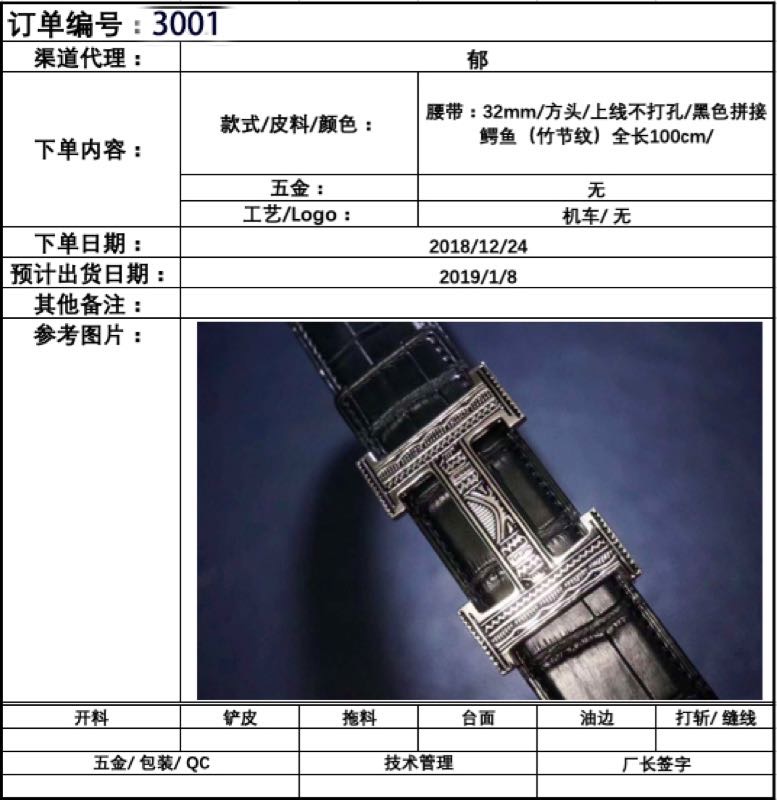 订单编号：3001
渠道代理： 郁
下单内容： 款式/皮料/颜色： 腰带：32mm/方头/上线不打孔/黑色拼接
鳄鱼（竹节纹）全长100cm/
五金： 无
工艺/Logo： 机车/ 无
下单日期： 2018/12/24
预计出货日期： 2019/1/8
其他备注：
参考图片：
开料 铲皮 拖料 台面 油边 打斩/ 缝线
五金/ 包装/ QC 技术管理 厂长签字